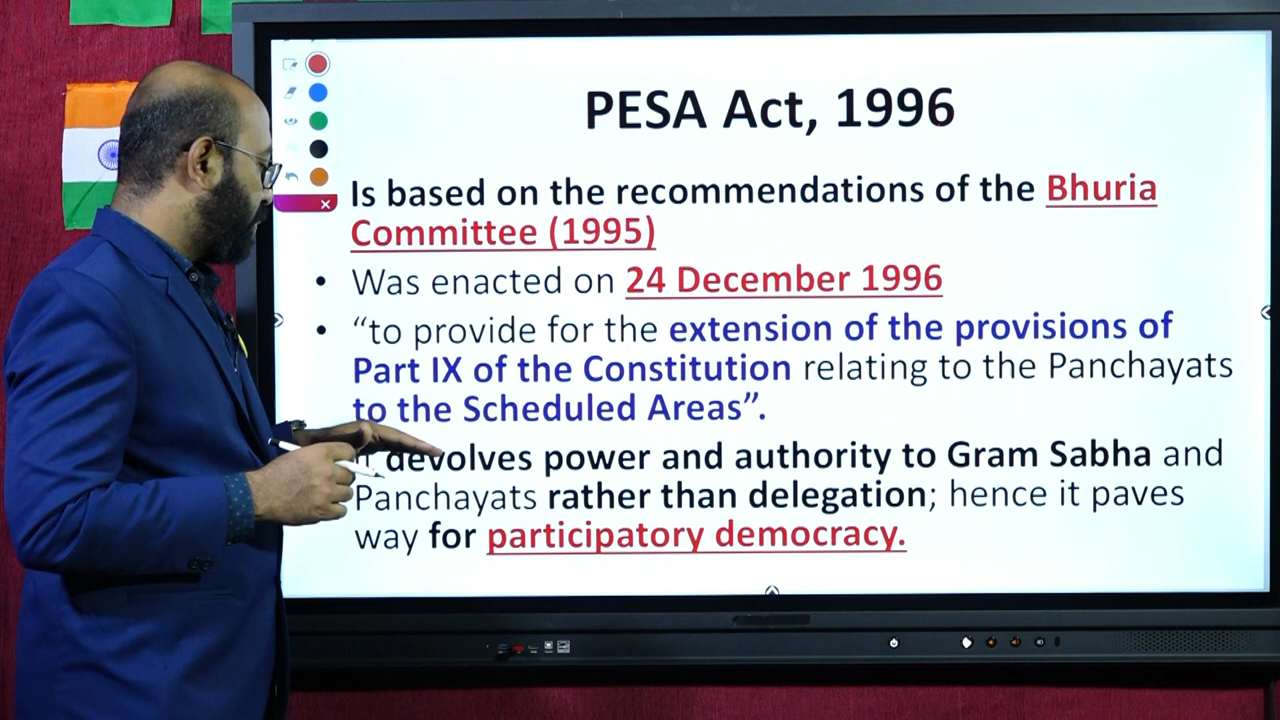 PESA Act, 1996
Is based on the recommendations of the Bhuria
Committee (1995)
• Was enacted on 24 December 1996
• “to provide for the extension of the provisions of
Part IX of the Constitution relating to the Panchayats
to the Scheduled Areas”.
devolves power and authority to Gram Sabha and
Panchayats rather than delegation; hence it paves
way for participatory democracy.